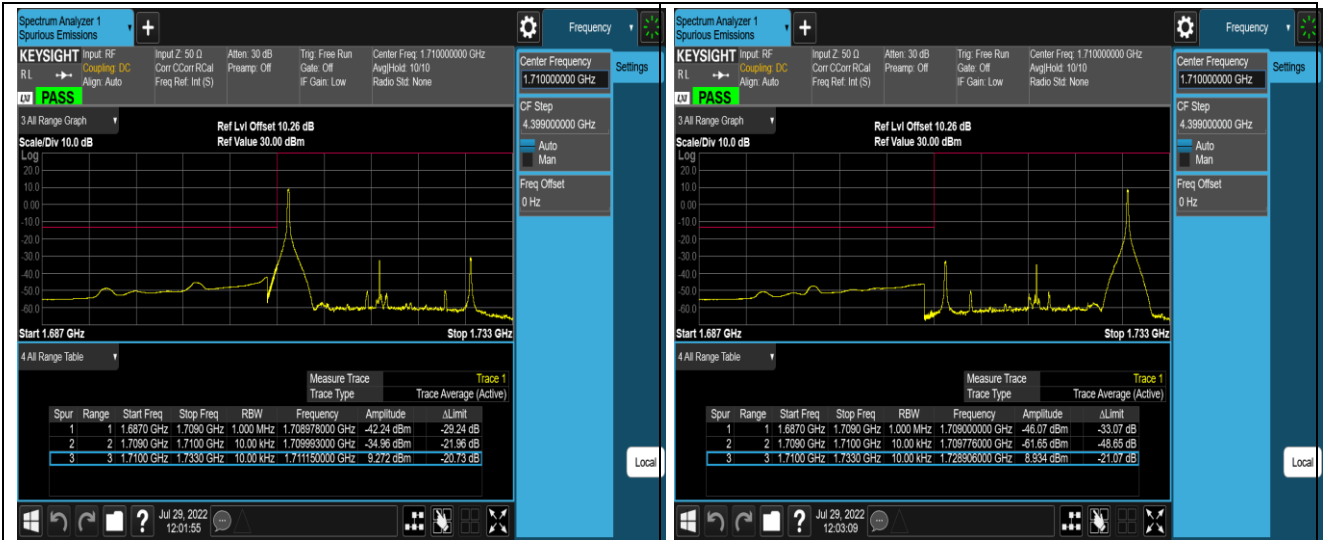 Spectrum Analyzer 1
Spurious Emissions
+
Frequency
KEYSIGHT Input: RF Input Z: 50 Ω Atten: 30 dB Trig: Free Run Center Freq: 1.710000000 GHz
Coupling: DC Corr CCorr RCal Preamp: Off Gate: Off Avg|Hold: 10/10
RL Align: Auto Freq Ref: Int (S) IF Gain: Low Radio Std: None
LXI PASS
Center Frequency
1.710000000 GHz
Settings
CF Step
4.399000000 GHz
Auto
Man
Freq Offset
0 Hz
Local
3 All Range Graph
Ref Lvl Offset 10.26 dB
Scale/Div 10.0 dB Ref Value 30.00 dBm
Log
20.0
10.0
0.00
-10.0
-20.0
-30.0
-40.0
-50.0
-60.0
Start 1.687 GHz Stop 1.733 GHz
4 All Range Table
Measure Trace Trace 1
Trace Type Trace Average (Active)
Spur Range Start Freq Stop Freq RBW Frequency Amplitude ΔLimit
1 1 1.6870 GHz 1.7090 GHz 1.000 MHz 1.708978000 GHz -42.24 dBm -29.24 dB
2 2 1.7090 GHz 1.7100 GHz 10.00 kHz 1.709993000 GHz -34.96 dBm -21.96 dB
3 3 1.7100 GHz 1.7330 GHz 10.00 kHz 1.711150000 GHz 9.272 dBm -20.73 dB
?
Jul 29, 2022
12:01:55
Spectrum Analyzer 1
Spurious Emissions
+
Frequency
KEYSIGHT Input: RF Input Z: 50 Ω Atten: 30 dB Trig: Free Run Center Freq: 1.710000000 GHz
Coupling: DC Corr CCorr RCal Preamp: Off Gate: Off Avg|Hold: 10/10
RL Align: Auto Freq Ref: Int (S) IF Gain: Low Radio Std: None
LXI PASS
Center Frequency
1.710000000 GHz
Settings
CF Step
4.399000000 GHz
Auto
Man
Freq Offset
0 Hz
Local
3 All Range Graph
Ref Lvl Offset 10.26 dB
Scale/Div 10.0 dB Ref Value 30.00 dBm
Log
20.0
10.0
0.00
-10.0
-20.0
-30.0
-40.0
-50.0
-60.0
Start 1.687 GHz Stop 1.733 GHz
4 All Range Table
Measure Trace Trace 1
Trace Type Trace Average (Active)
Spur Range Start Freq Stop Freq RBW Frequency Amplitude ΔLimit
1 1 1.6870 GHz 1.7090 GHz 1.000 MHz 1.709000000 GHz -46.07 dBm -33.07 dB
2 2 1.7090 GHz 1.7100 GHz 10.00 kHz 1.709776000 GHz -61.65 dBm -48.65 dB
3 3 1.7100 GHz 1.7330 GHz 10.00 kHz 1.728906000 GHz 8.934 dBm -21.07 dB
?
Jul 29, 2022
12:03:09